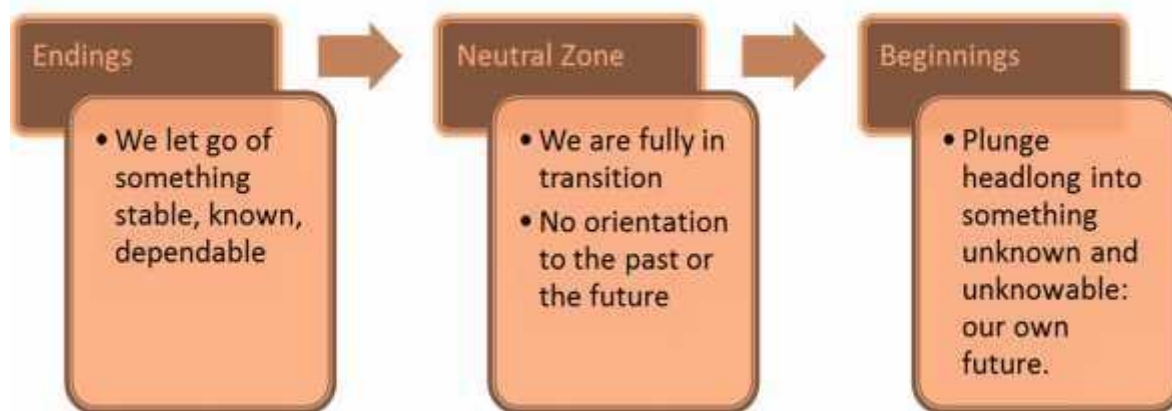 Endings
• We let go of
something
stable, known,
dependable
Neutral Zone
• We are fully in
transition
• No orientation
to the past or
the future
Beginnings
• Plunge
headlong into
something
unknown and
unknowable:
our own
future.